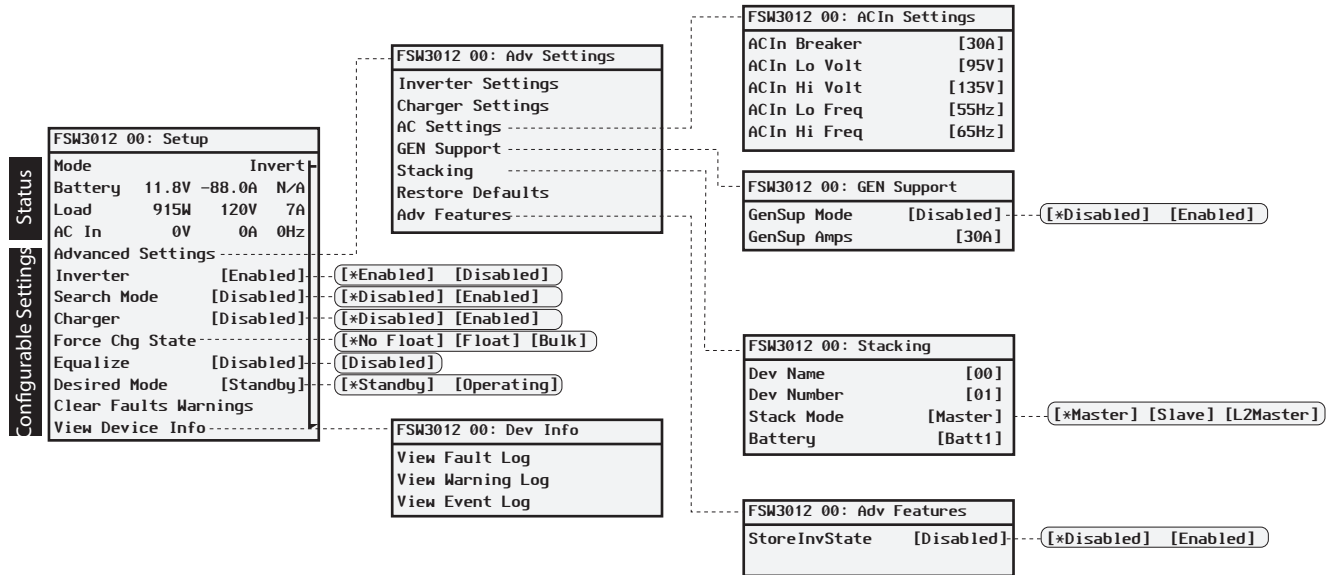 Status
Configurable Settings
FSW3012 00: Setup
Mode Invert
Battery 11.8V -88.0A N/A
Load 915W 120V 7A
AC In 0V 0A 0Hz
Advanced Settings
Inverter [Enabled] [*Enabled] [Disabled]
Search Mode [Disabled] [*Disabled] [Enabled]
Charger [Disabled] [*Disabled] [Enabled]
Force Chg State [*No Float] [Float] [Bulk]
Equalize [Disabled] [Disabled]
Desired Mode [Standby] [*Standby] [Operating]
Clear Faults Warnings
View Device Info
FSW3012 00: Adv Settings
Inverter Settings
Charger Settings
AC Settings
GEN Support
Stacking
Restore Defaults
Adv Features
FSW3012 00: Dev Info
View Fault Log
View Warning Log
View Event Log
FSW3012 00: ACIn Settings
ACIn Breaker [30A]
ACIn Lo Volt [95V]
ACIn Hi Volt [135V]
ACIn Lo Freq [55Hz]
ACIn Hi Freq [65Hz]
FSW3012 00: GEN Support
GenSup Mode [Disabled] [*Disabled] [Enabled]
GenSup Amps [30A]
FSW3012 00: Stacking
Dev Name [00]
Dev Number [01]
Stack Mode [Master] [*Master] [Slave] [L2Master]
Battery [Batt1]
FSW3012 00: Adv Features
StoreInvState [Disabled] [*Disabled] [Enabled]